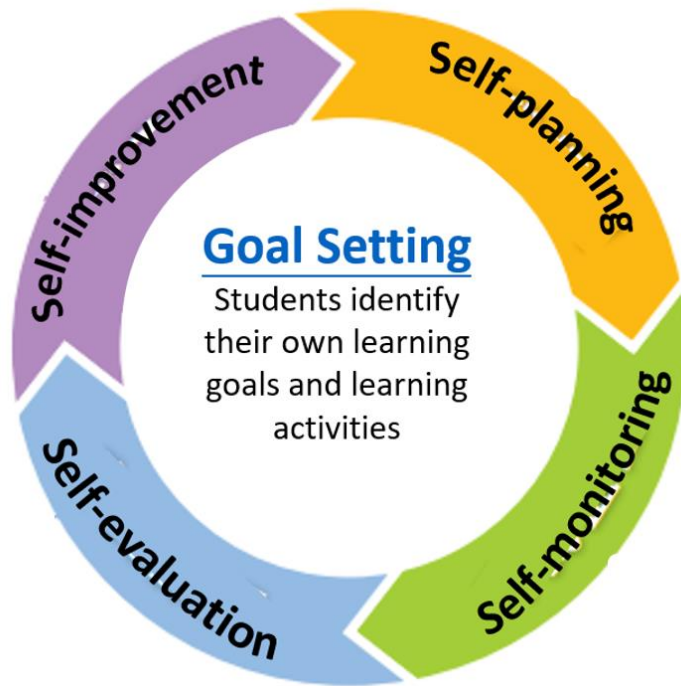 Self-improvement
Self-planning
Goal Setting
Students identify
their own learning
goals and learning
activities
Self-evaluation
Self-monitoring